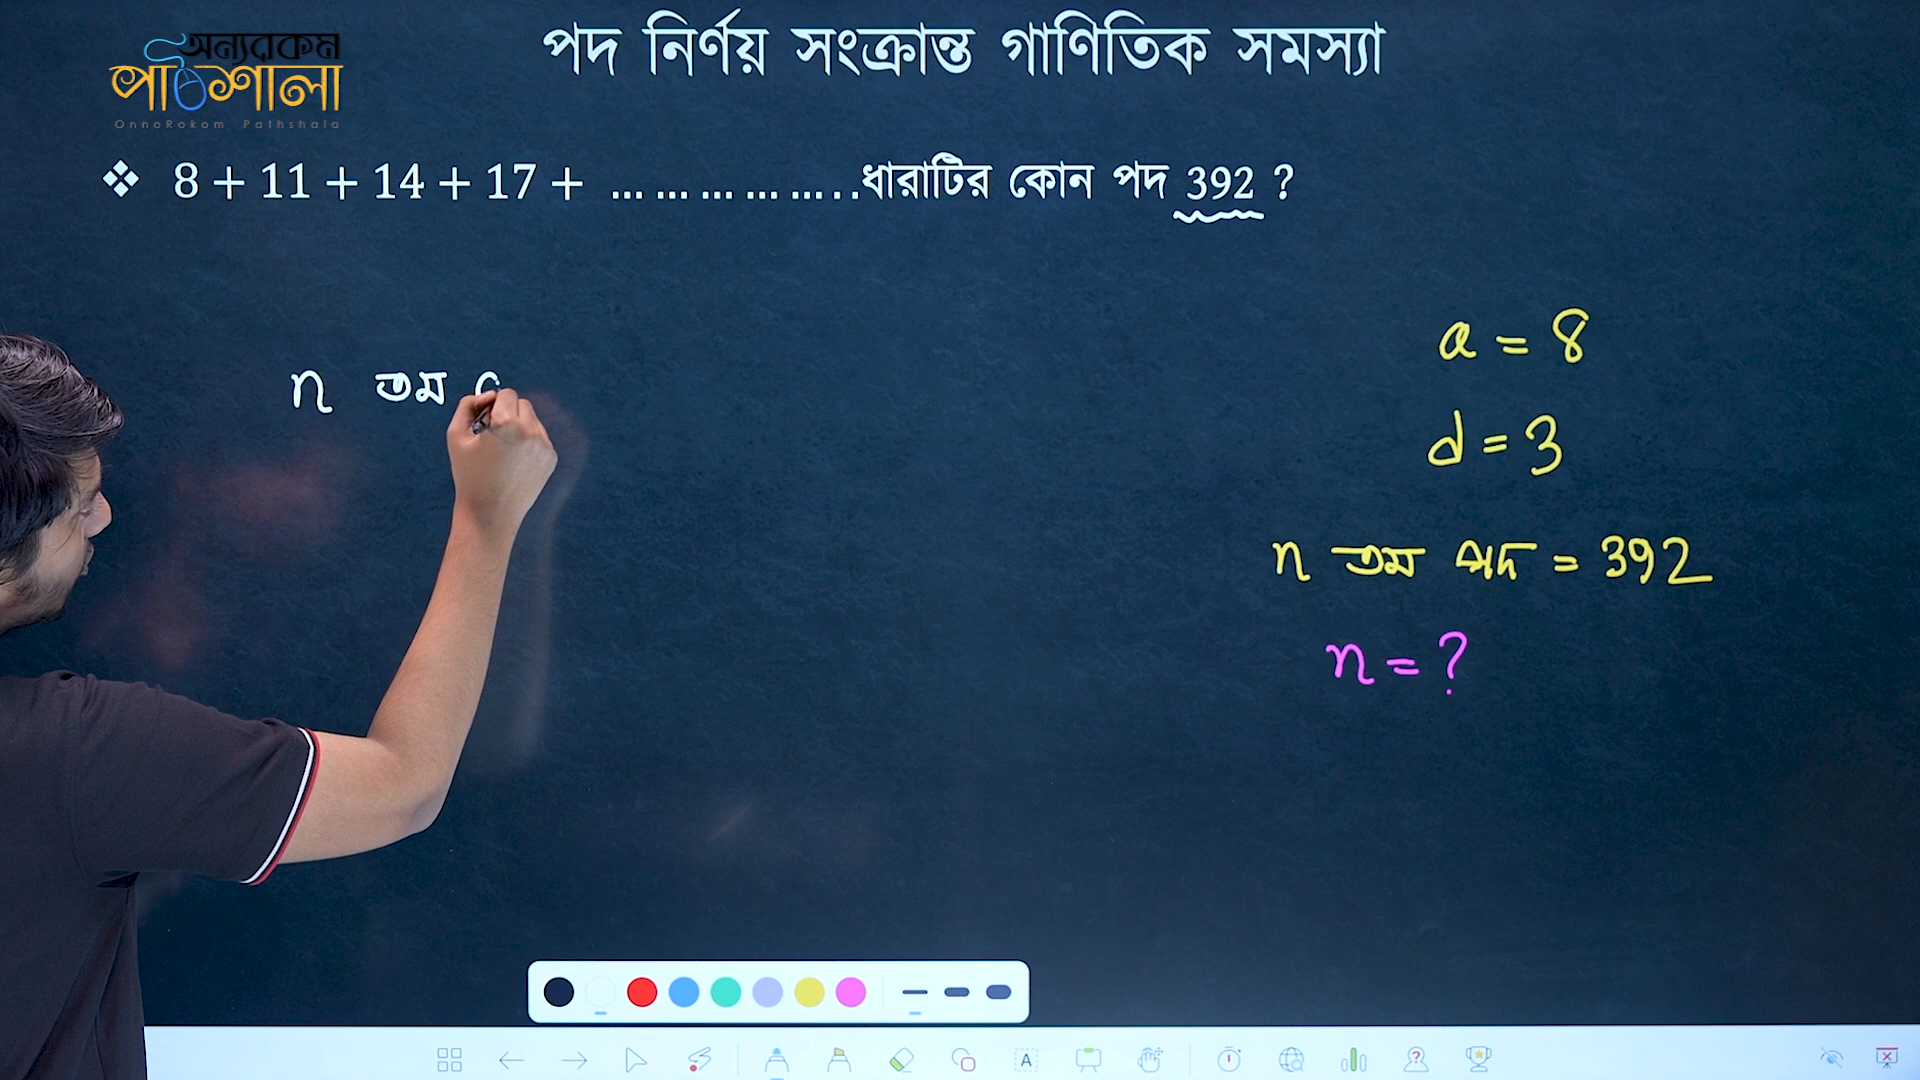 অন্যরকম
পাঠশালা
OnnoRokom Pathshala
পদ নির্ণয় সংক্রান্ত গাণিতিক সমস্যা
❖ 8 + 11 + 14 + 17 + ... ... ... ... ... . . ধারাটির কোন পদ 392 ?
a = 8
n তম
d = 3
n তম পদ = 392
n = ?
A